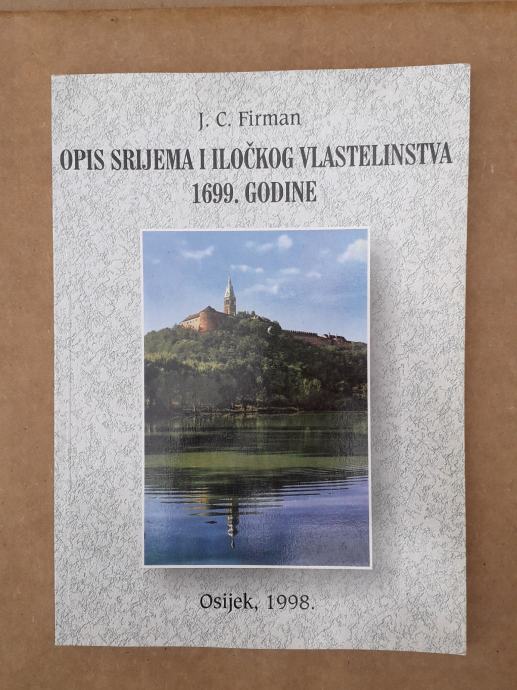 J. C. Firman
OPIS SRIJEMA I ILOČKOG VLASTELINSTVA
1699. GODINE
Osijek, 1998.